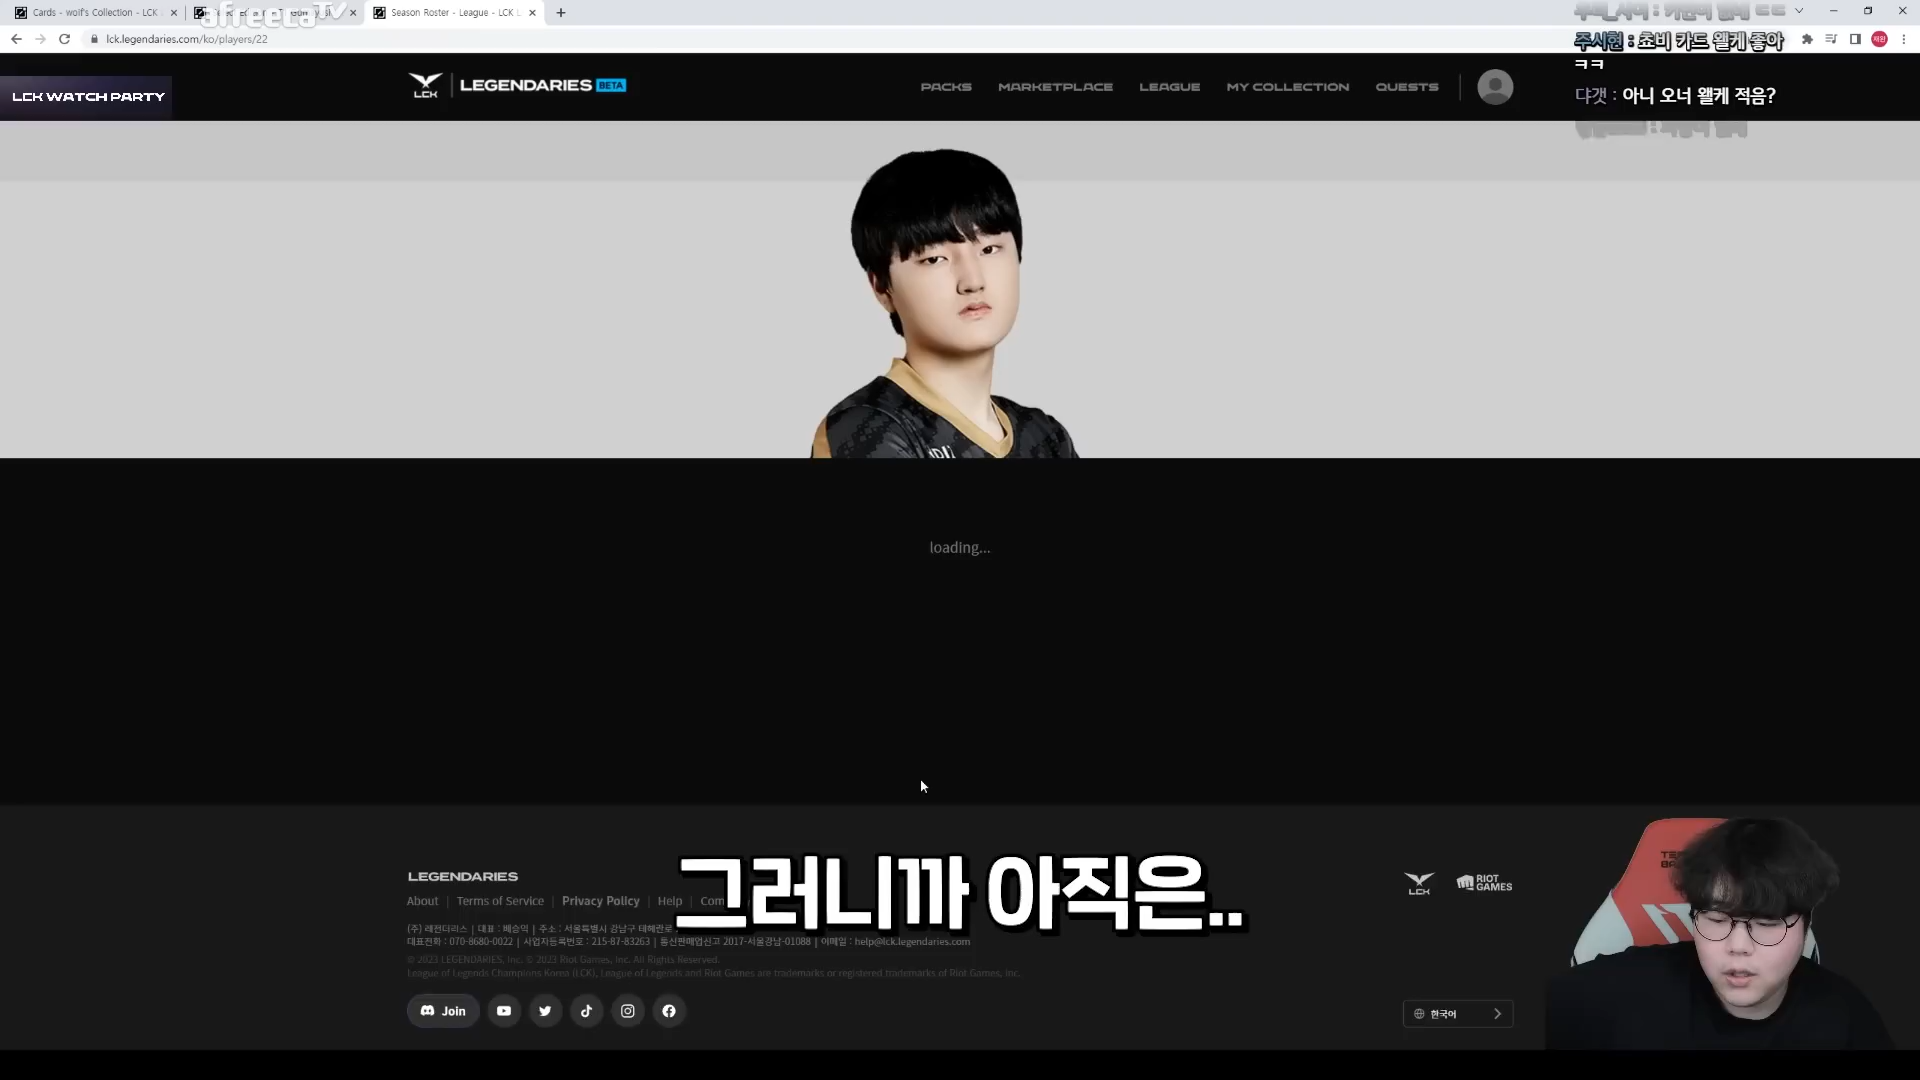 Cards - wolf's Collection - LCK
afreecaTV
Season Roster - League - LCK L
lck.legendaries.com/ko/players/22
주시현 : 쵸비 카드 웰케 좋아
ㅋㅋ
댜갯 : 아니 오너 웰케 적음?
LCK WATCH PARTY
LCK
LEGENDARIES BETA
PACKS
MARKETPLACE
LEAGUE
MY COLLECTION
QUESTS
loading...
그러니까 아직은..
LEGENDARIES
About | Terms of Service | Privacy Policy | Help | Com
(주) 레전더리스 | 대표 : 배승익 | 주소 : 서울특별시 강남구 테헤란로
대표전화 : 070-8680-0022 | 사업자등록번호 : 215-87-83263 | 통신판매업신고 2017-서울강남-01088 | 이메일 : help@lck.legendaries.com
© 2023 LEGENDARIES, Inc. © 2023 Riot Games, Inc. All Rights Reserved.
League of Legends Champions Korea (LCK), League of Legends and Riot Games are trademarks or registered trademarks of Riot Games, Inc.
Join
LCK
RIOT GAMES
한국어